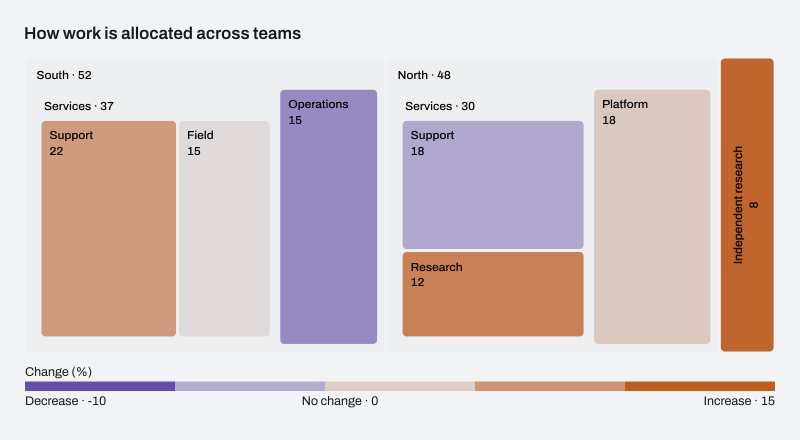 How work is allocated across teams
South · 52
Services · 37
Support
22
Field
15
Operations
15
North · 48
Services · 30
Support
18
Research
12
Platform
18
Independent research
8
Change (%)
Decrease · -10
No change · 0
Increase · 15